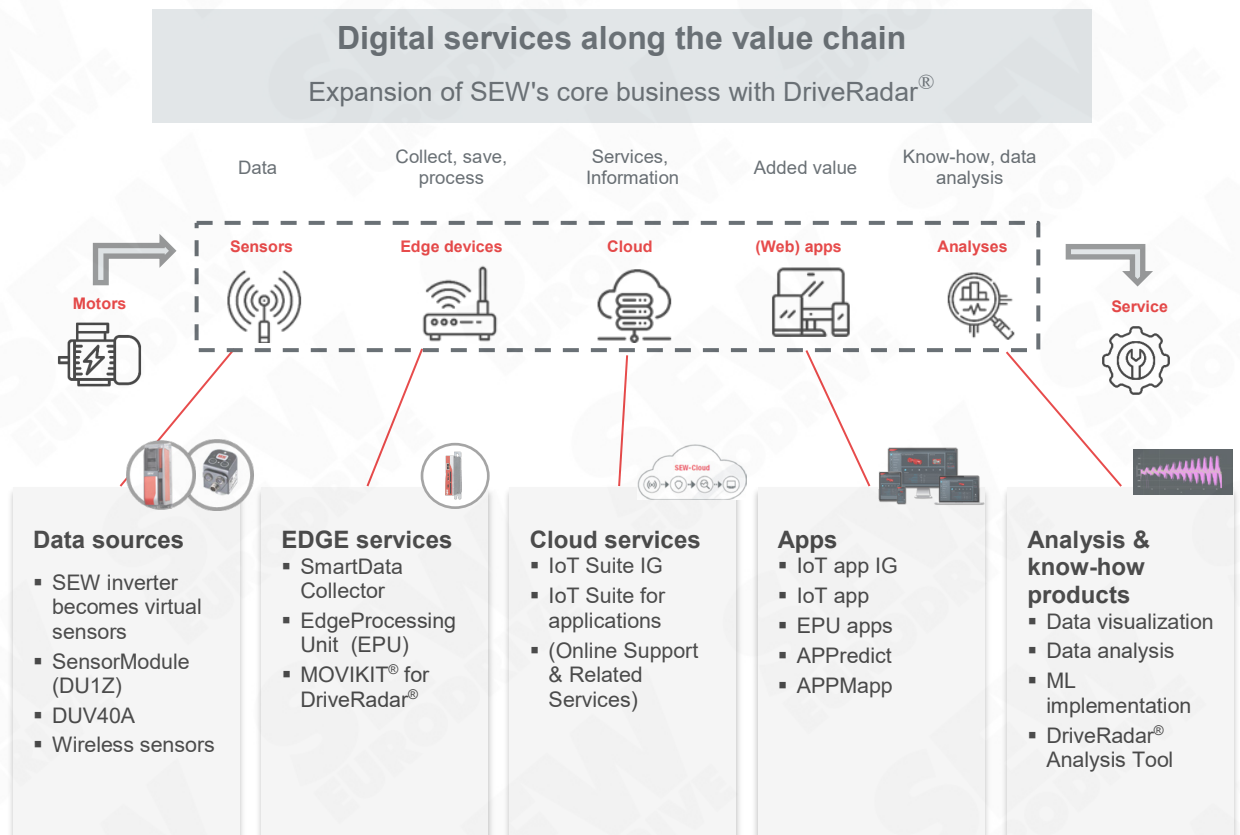 Digital services along the value chain
Expansion of SEW's core business with DriveRadar®
Data
Collect, save,
process
Services,
Information
Added value
Know-how, data
analysis
Sensors
Edge devices
Cloud
(Web) apps
Analyses
Motors
Service
SEW-Cloud
Data sources
▪ SEW inverter
becomes virtual
sensors
▪ SensorModule
(DU1Z)
▪ DUV40A
▪ Wireless sensors
EDGE services
▪ SmartData
Collector
▪ EdgeProcessing
Unit (EPU)
▪ MOVIKIT® for
DriveRadar®
Cloud services
▪ IoT Suite IG
▪ IoT Suite for
applications
▪ (Online Support
& Related
Services)
Apps
▪ IoT app IG
▪ IoT app
▪ EPU apps
▪ APPredict
▪ APPMapp
Analysis &
know-how
products
▪ Data visualization
▪ Data analysis
▪ ML
implementation
▪ DriveRadar®
Analysis Tool
SEW
EURODRIVE